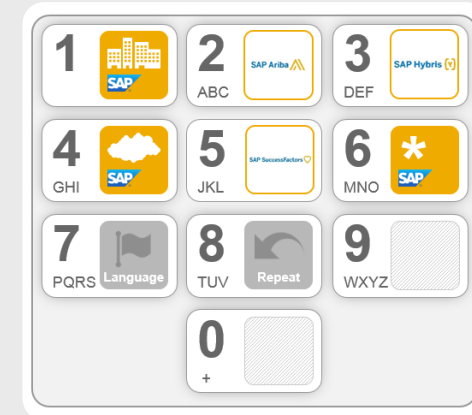 1 SAP
2 ABC SAP Ariba
3 DEF SAP Hybris (y)
4 GHI SAP
5 JKL SAP SuccessFactors
6 MNO * SAP
7 PQRS Language
8 TUV Repeat
9 WXYZ
0 +